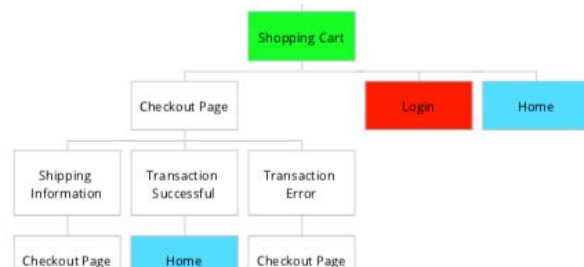 Shopping Cart
Checkout Page
Login
Home
Shipping
Information
Transaction
Successful
Transaction
Error
Checkout Page
Home
Checkout Page